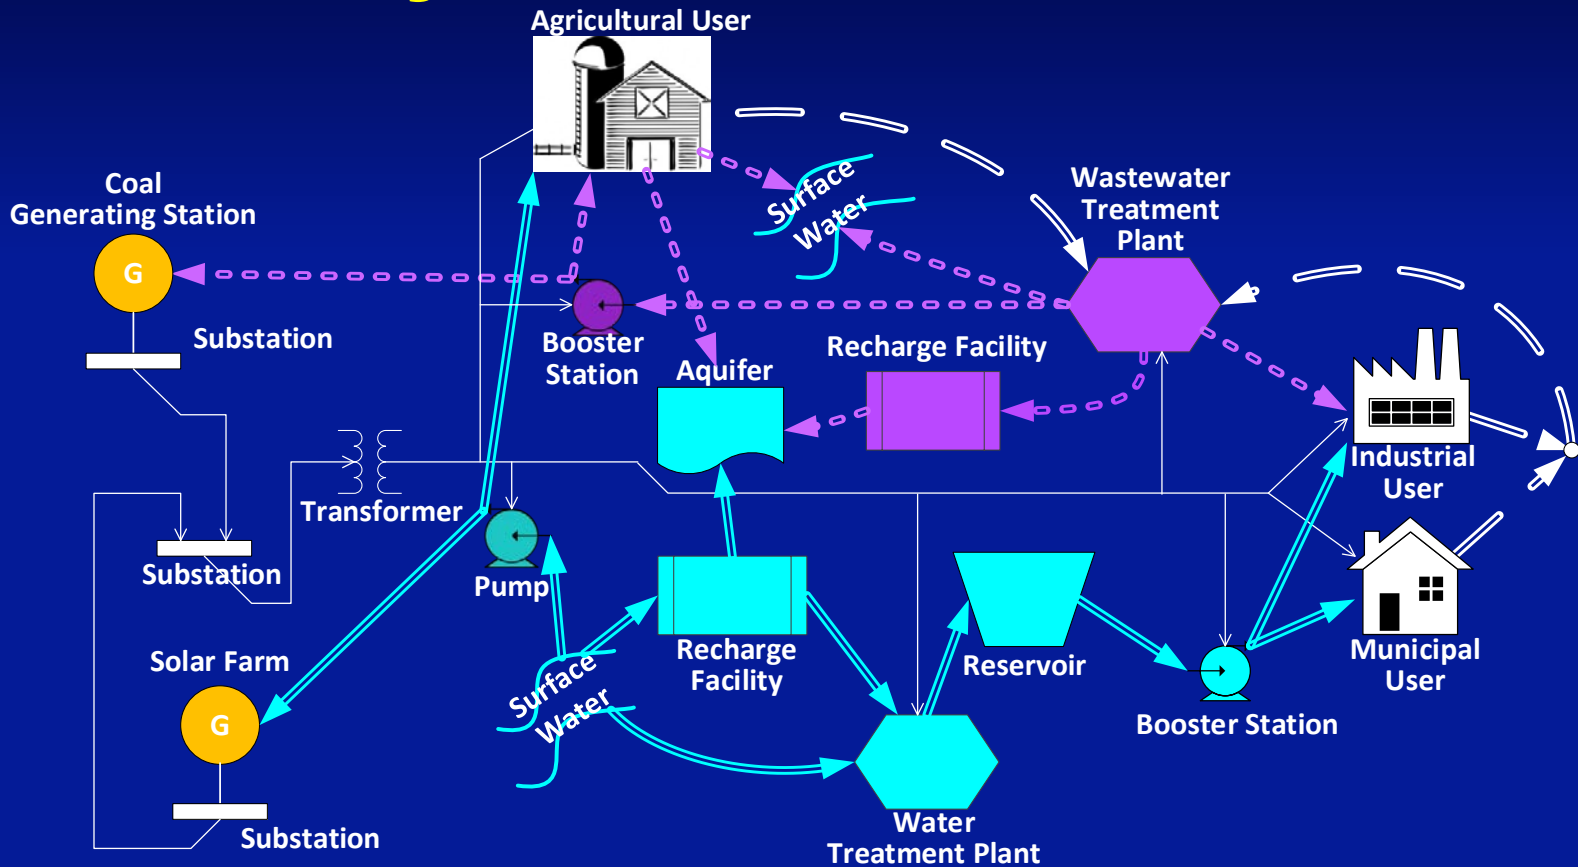 Agricultural User
Coal
Generating Station
G
Substation
Surface
Water
Wastewater
Treatment
Plant
Booster
Station
Aquifer
Recharge Facility
Industrial
User
Transformer
Substation
Pump
Solar Farm
G
Substation
Surface
Water
Recharge
Facility
Reservoir
Booster Station
Municipal
User
Water
Treatment Plant